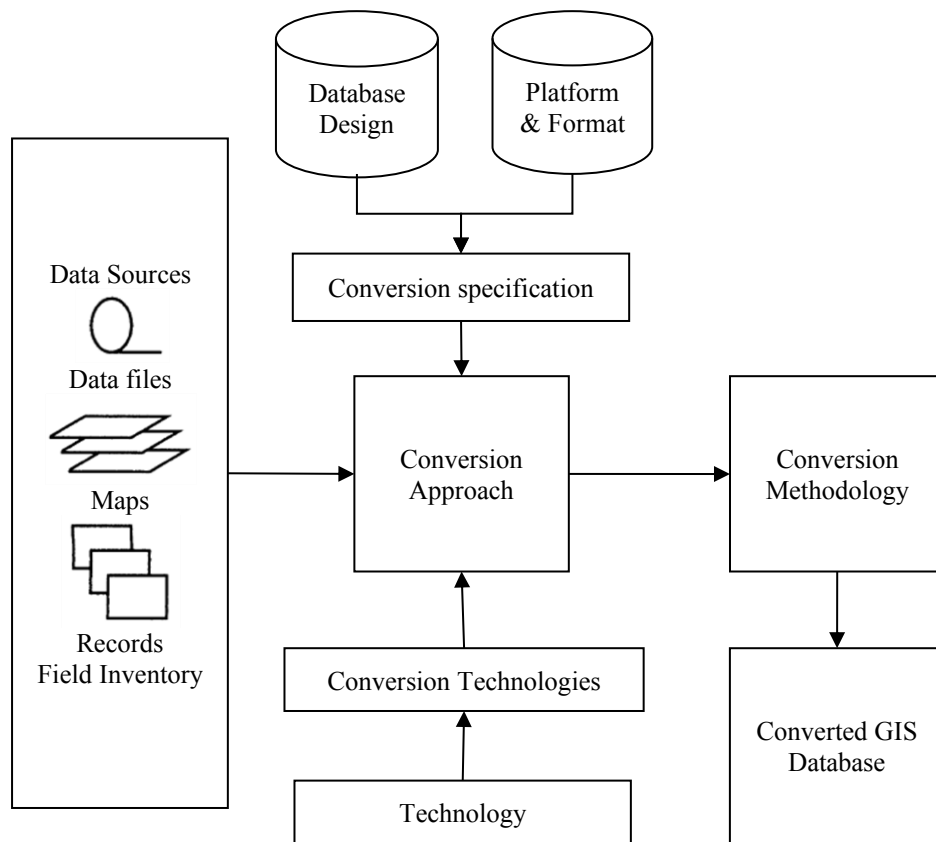 Database
Design
Platform
& Format
Conversion specification
Data Sources
Data files
Maps
Records
Field Inventory
Conversion
Approach
Conversion
Methodology
Conversion Technologies
Technology
Converted GIS
Database